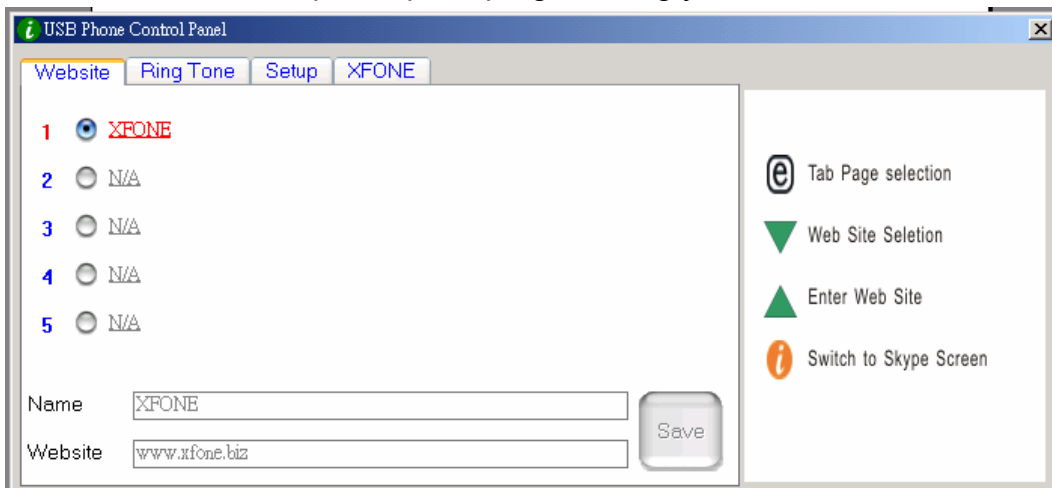 USB Phone Control Panel
Website Ring Tone Setup XFONE
1 XFONE
2 N/A
3 N/A
4 N/A
5 N/A
Name XFONE
Website www.xfone.biz
Save
e Tab Page selection
Web Site Seletion
Enter Web Site
i Switch to Skype Screen